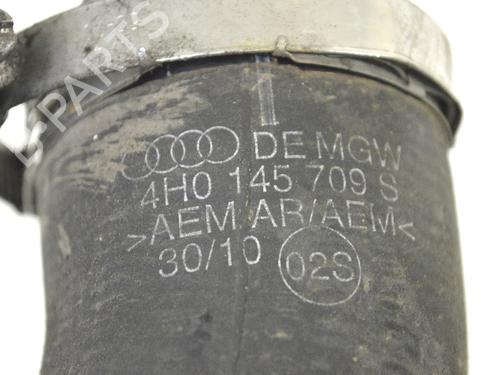 DE MGW
4H0 145 709 S
>AEM AR/AEM<
30/10 02S
B-PARTS